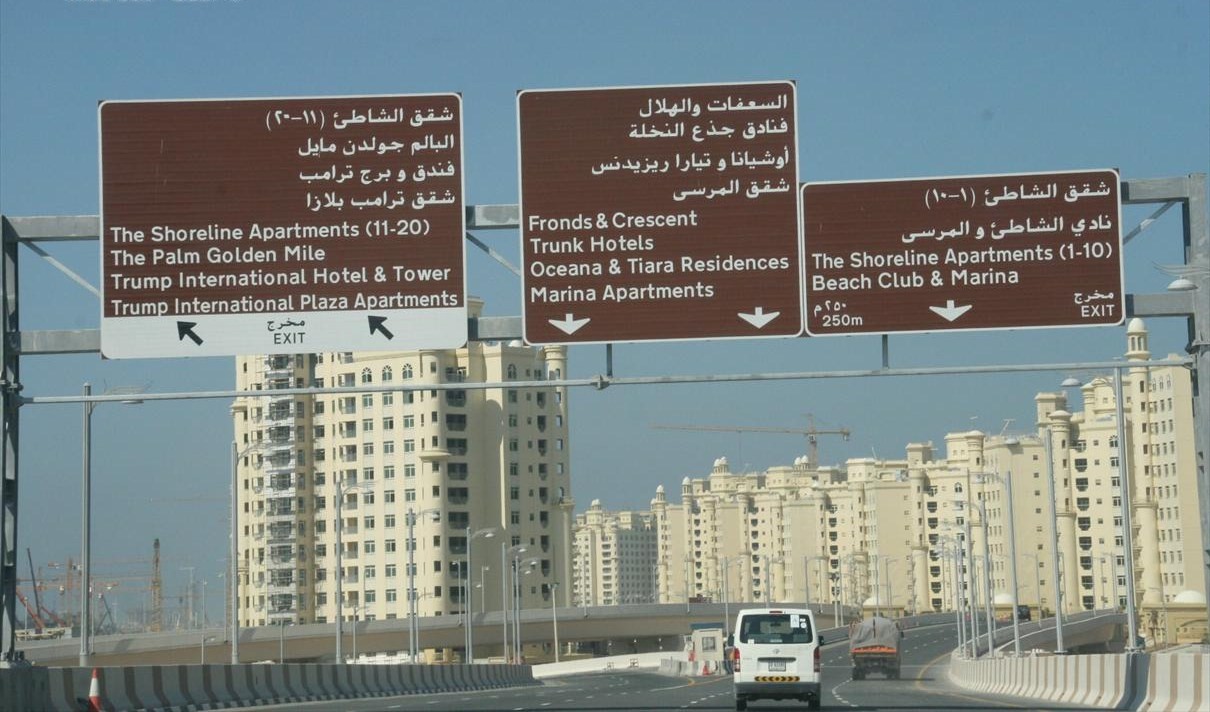 شقق الشاطئ (١١-٢٠)
البالم جولدن مايل
فندق و برج ترامب
شقق ترامب بلازا
The Shoreline Apartments (11-20)
The Palm Golden Mile
Trump International Hotel & Tower
Trump International Plaza Apartments
مخرج
EXIT
السعفات والهلال
فنادق جذع النخلة
أوشيانا و تيارا ريزيدنس
شقق المرسى
Fronds & Crescent
Trunk Hotels
Oceana & Tiara Residences
Marina Apartments
شقق الشاطئ (١-١٠)
نادي الشاطئ و المرسى
The Shoreline Apartments (1-10)
Beach Club & Marina
٢٥٠م
250m
مخرج
EXIT